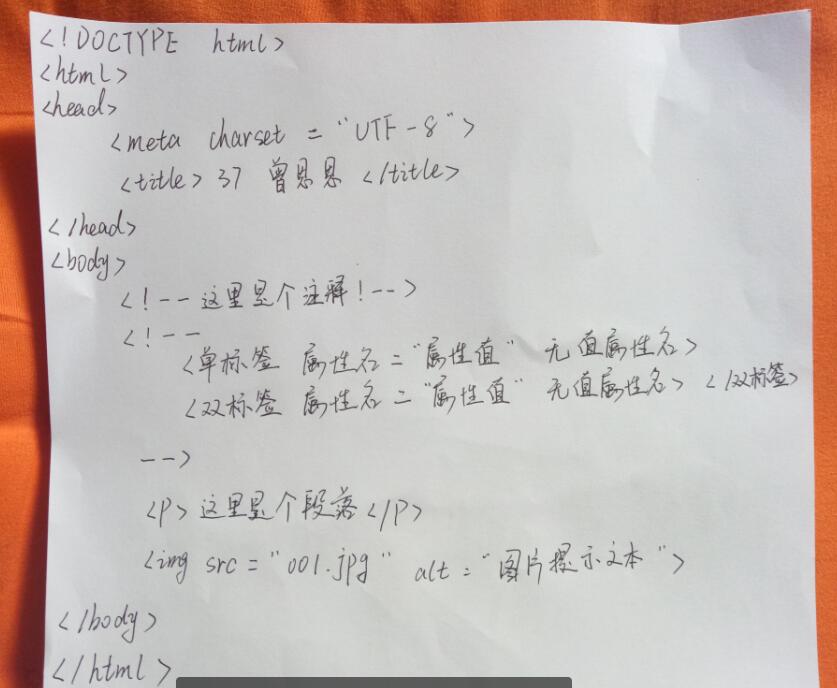 <!DOCTYPE html>
<html>
<head>
<meta charset = "UTF-8">
<title> 37 曾恩恩 </title>
</head>
<body>
<!--这里是个注释!-->
<!--
<单标签 属性名="属性值" 无值属性名>
<双标签 属性名="属性值" 无值属性名> </双标签>
-->
<P>这里是个段落</P>
<img src="001.jpg" alt="图片提示文本">
</body>
</html>